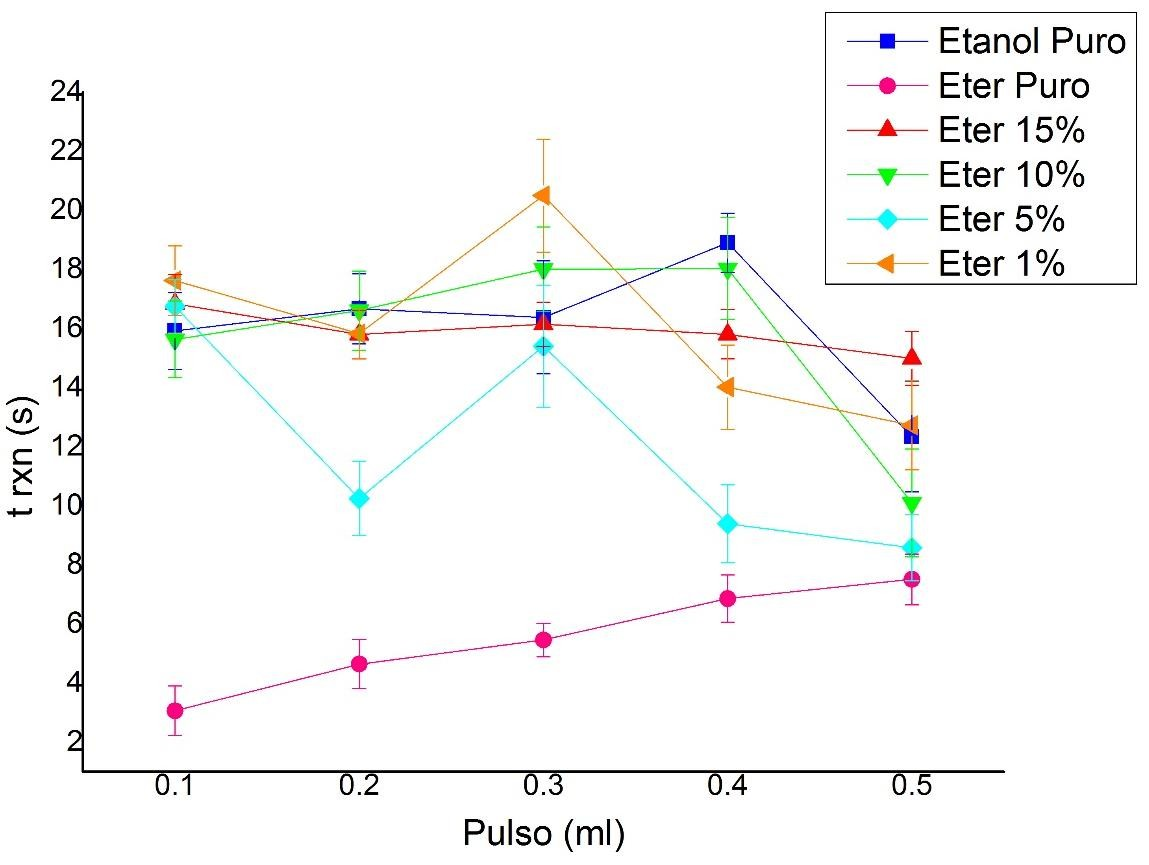 Etanol Puro
Eter Puro
Eter 15%
Eter 10%
Eter 5%
Eter 1%
24
22
20
18
16
14
12
10
8
6
4
2
t rxn (s)
0.1 0.2 0.3 0.4 0.5
Pulso (ml)